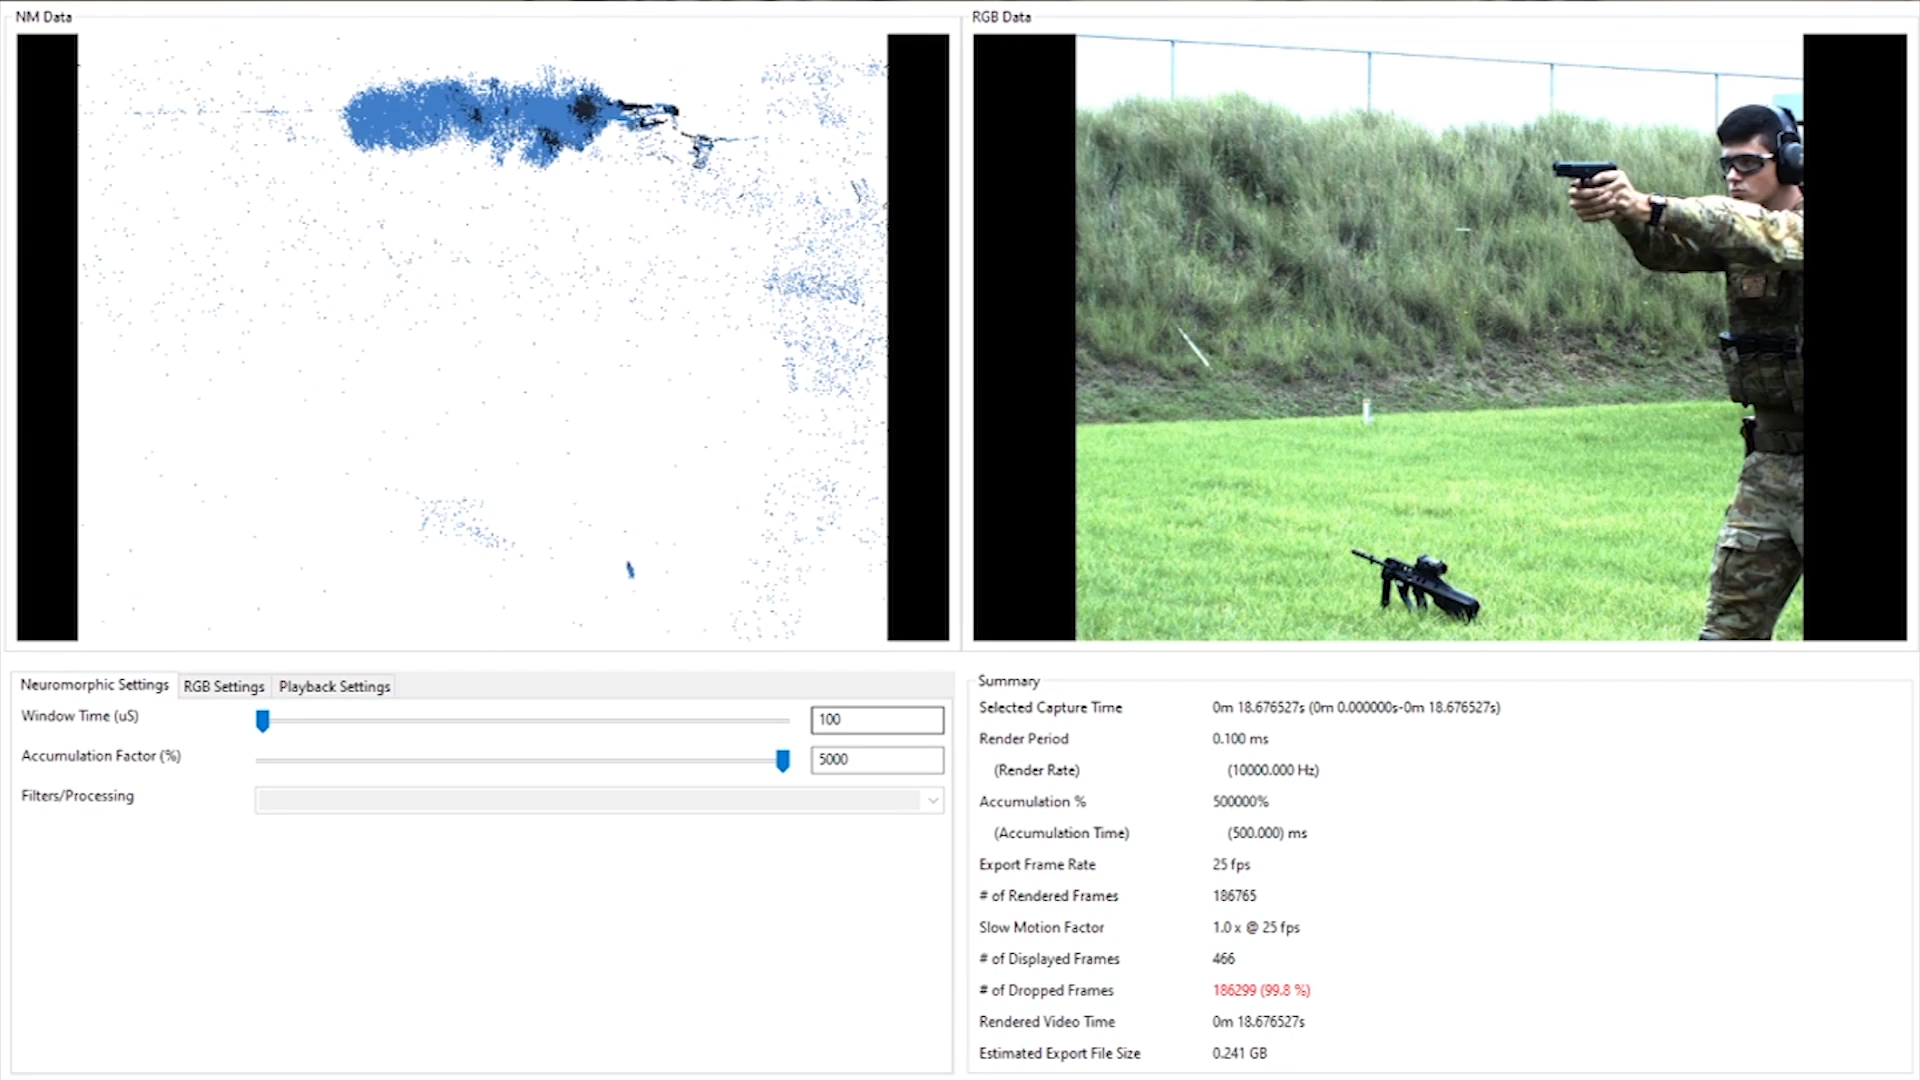 NM Data
RGB Data
Neuromorphic Settings
RGB Settings
Playback Settings
Window Time (uS)
100
Accumulation Factor (%)
5000
Filters/Processing
Summary
Selected Capture Time 0m 18.676527s (0m 0.000000s-0m 18.676527s)
Render Period 0.100 ms
(Render Rate) (10000.000 Hz)
Accumulation % 500000%
(Accumulation Time) (500.000) ms
Export Frame Rate 25 fps
# of Rendered Frames 186765
Slow Motion Factor 1.0 x @ 25 fps
# of Displayed Frames 466
# of Dropped Frames 186299 (99.8 %)
Rendered Video Time 0m 18.676527s
Estimated Export File Size 0.241 GB